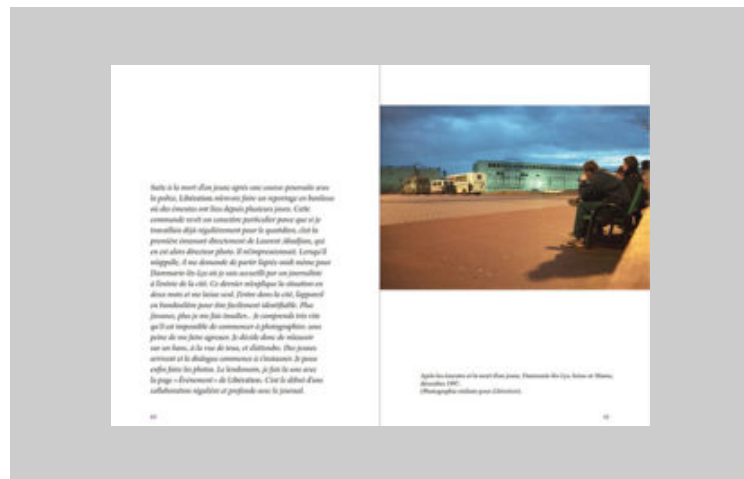 Suite à la mort d'un jeune après une course-poursuite avec
la police, Libération m'envoie faire un reportage en banlieue
où des émeutes ont lieu depuis plusieurs jours. Cette
commande revêt un caractère particulier parce que si je
travaillais déjà régulièrement pour le quotidien, c'est la
première émanant directement de Laurent Abadjian, qui
en est alors directeur photo. Il m'impressionnait. Lorsqu'il
m'appelle, il me demande de partir l'après-midi même pour
Dammarie-lès-Lys où je suis accueilli par un journaliste
à l'entrée de la cité. Ce dernier m'explique la situation en
deux mots et me laisse seul. J'entre dans la cité, l'appareil
en bandoulière pour être facilement identifiable. Plus
j'avance, plus je me fais insulter... Je comprends très vite
qu'il est impossible de commencer à photographier sous
peine de me faire agresser. Je décide donc de m'asseoir
sur un banc, à la vue de tous, et d'attendre. Des jeunes
arrivent et le dialogue commence à s'instaurer. Je peux
enfin faire les photos. Le lendemain, je fais la une avec
la page « Événement » de Libération. C'est le début d'une
collaboration régulière et profonde avec le journal.
Après les émeutes et la mort d'un jeune, Dammarie-lès-Lys, Seine-et-Marne,
décembre 1997.
(Photographie réalisée pour Libération).